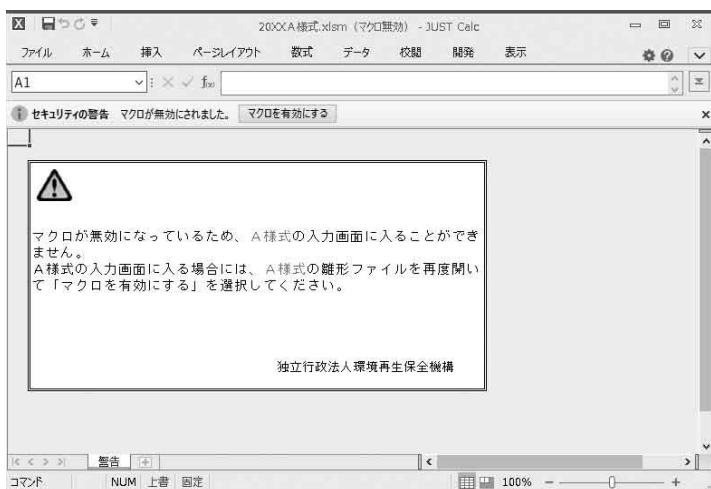 20XXA様式.xlsm (マクロ無効) - JUST Calc
ファイル ホーム 挿入 ページレイアウト 数式 データ 校閲 開発 表示
A1
セキュリティの警告 マクロが無効にされました。 マクロを有効にする
マクロが無効になっているため、A様式の入力画面に入ることができ
ません。
A様式の入力画面に入る場合には、A様式の雛形ファイルを再度開い
て「マクロを有効にする」を選択してください。
独立行政法人環境再生保全機構
警告
コマンド NUM 上書 固定 100%